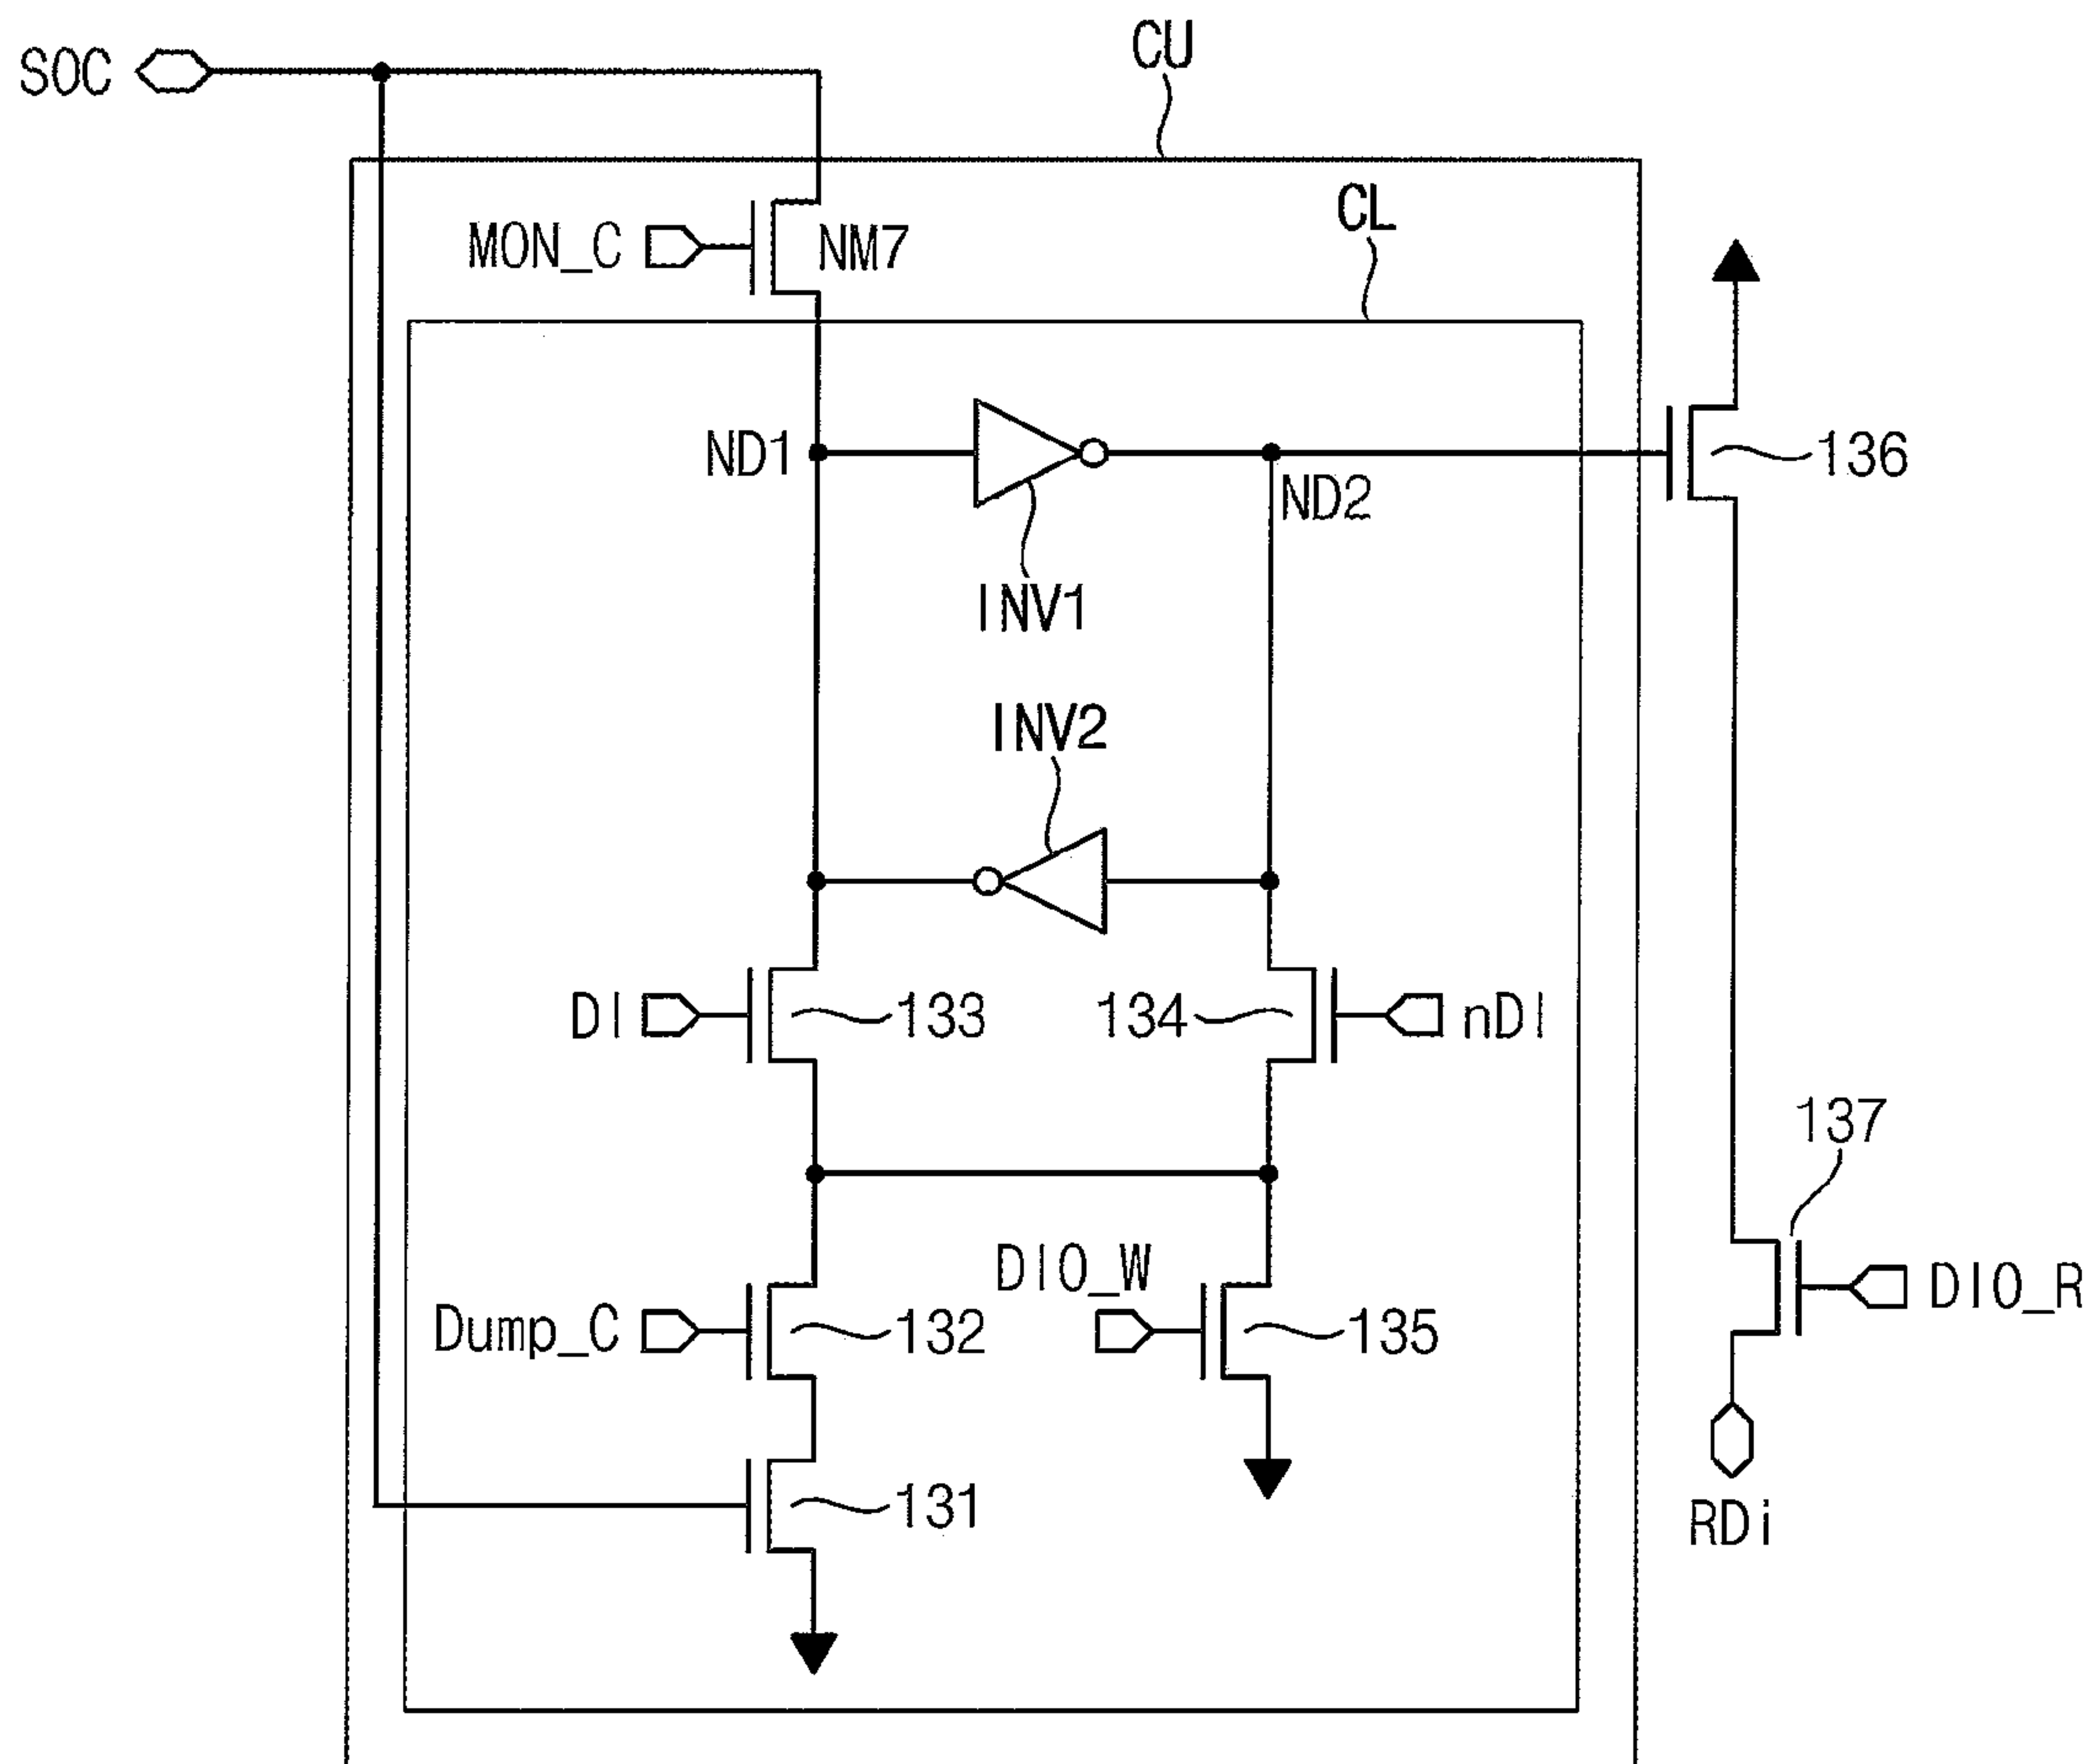 CU
SOC
CL
MON_C
NM7
ND1
136
ND2
INV1
INV2
DI
133
134
nDI
137
DIO_W
DIO_R
Dump_C
132
135
131
RDi